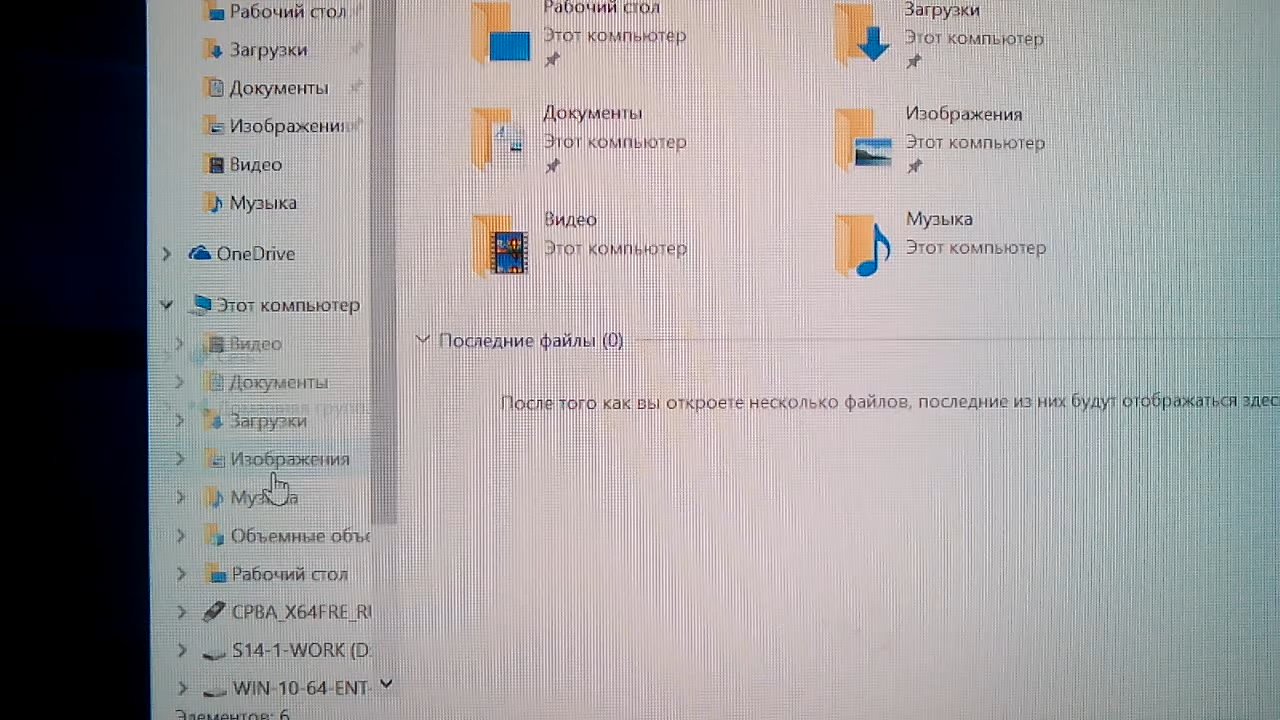 Рабочий стол
Загрузки
Документы
Изображения
Видео
Музыка
OneDrive
Этот компьютер
Видео
Документы
Загрузки
Изображения
Музыка
Объемные объе
Рабочий стол
CPBA_X64FRE_RU
S14-1-WORK (D:
WIN-10-64-ENT-
Элементов: 6
Рабочий стол
Этот компьютер
Загрузки
Этот компьютер
Документы
Этот компьютер
Изображения
Этот компьютер
Видео
Этот компьютер
Музыка
Этот компьютер
Последние файлы (0)
После того как вы откроете несколько файлов, последние из них будут отображаться здес